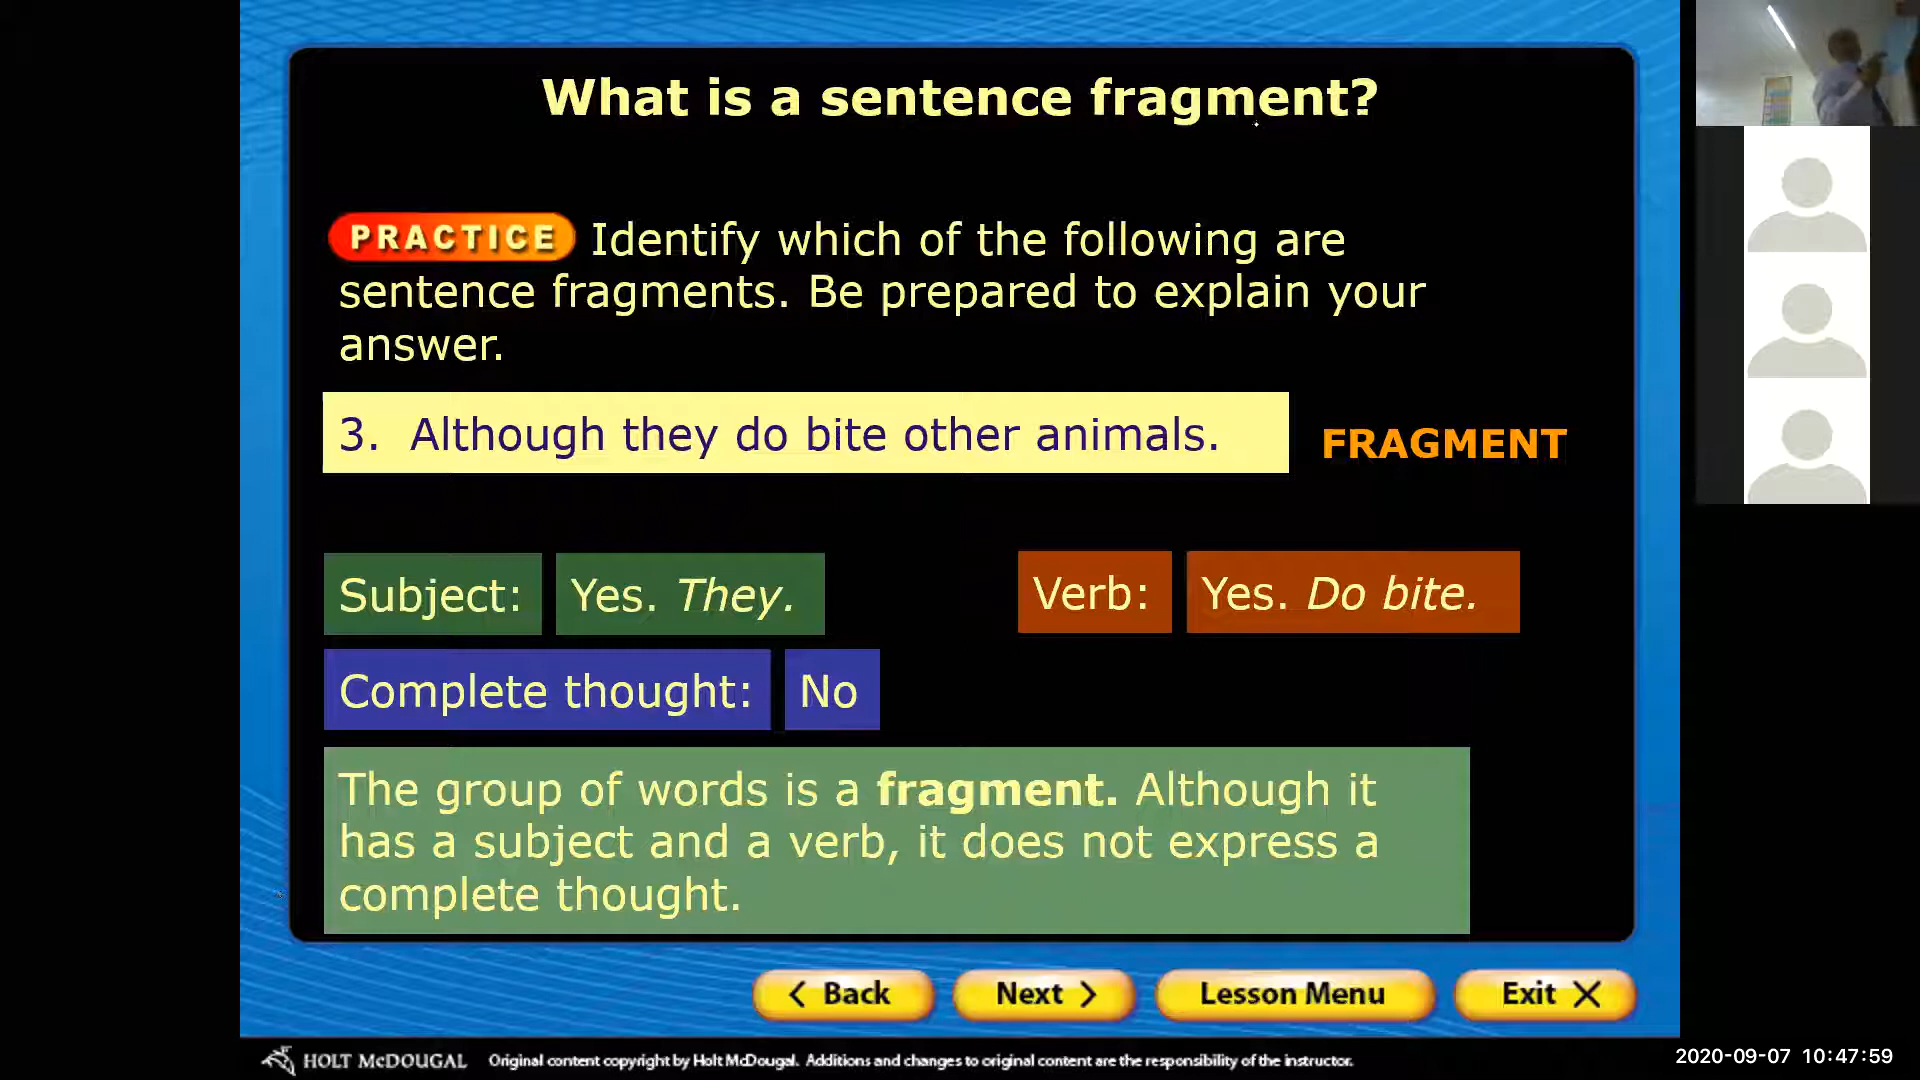 What is a sentence fragment?
PRACTICE Identify which of the following are
sentence fragments. Be prepared to explain your
answer.
3. Although they do bite other animals.
FRAGMENT
Subject: Yes. They.
Verb: Yes. Do bite.
Complete thought: No
The group of words is a fragment. Although it
has a subject and a verb, it does not express a
complete thought.
Back
Next
Lesson Menu
Exit
HOLT McDOUGAL Original content copyright by Holt McDougal. Additions and changes to original content are the responsibility of the instructor.
2020-09-07 10:47:59